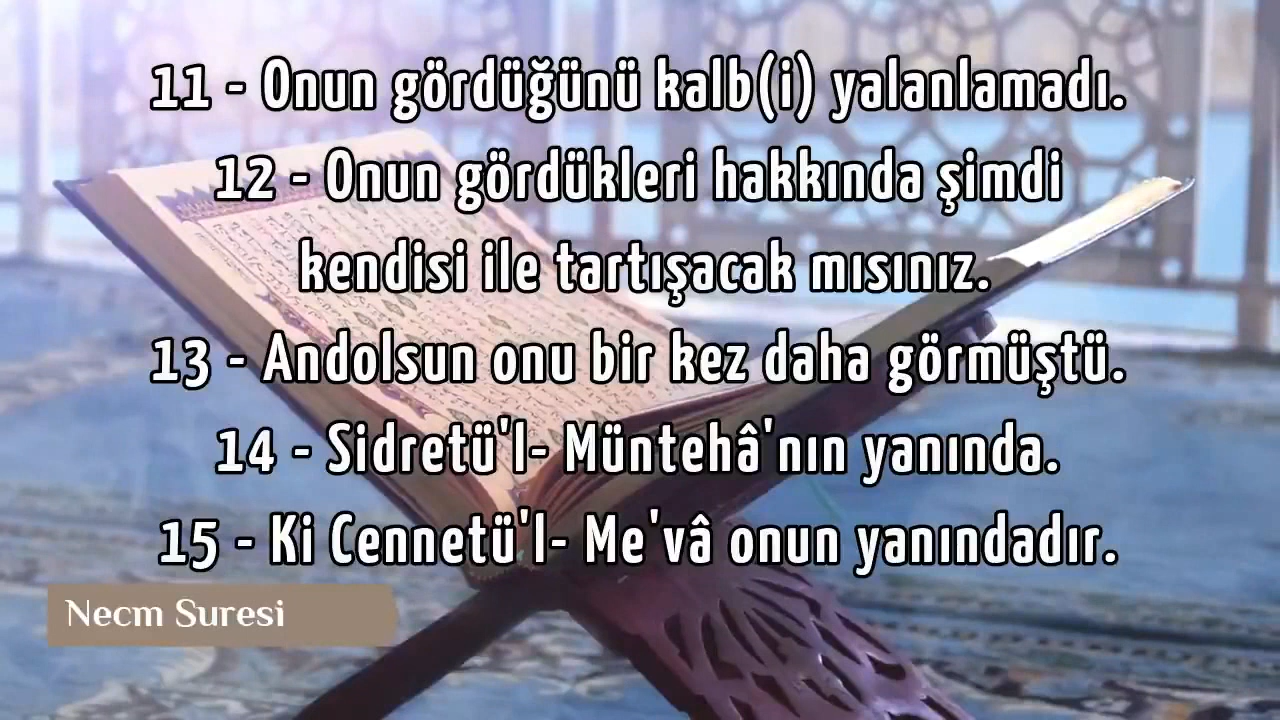 11 - Onun gördüğünü kalb(i) yalanlamadı.
12 - Onun gördükleri hakkında şimdi
kendisi ile tartışacak mısınız.
13 - Andolsun onu bir kez daha görmüştü.
14 - Sidretü'l- Müntehâ'nın yanında.
15 - Ki Cennetü'l- Me'vâ onun yanındadır.
Necm Suresi